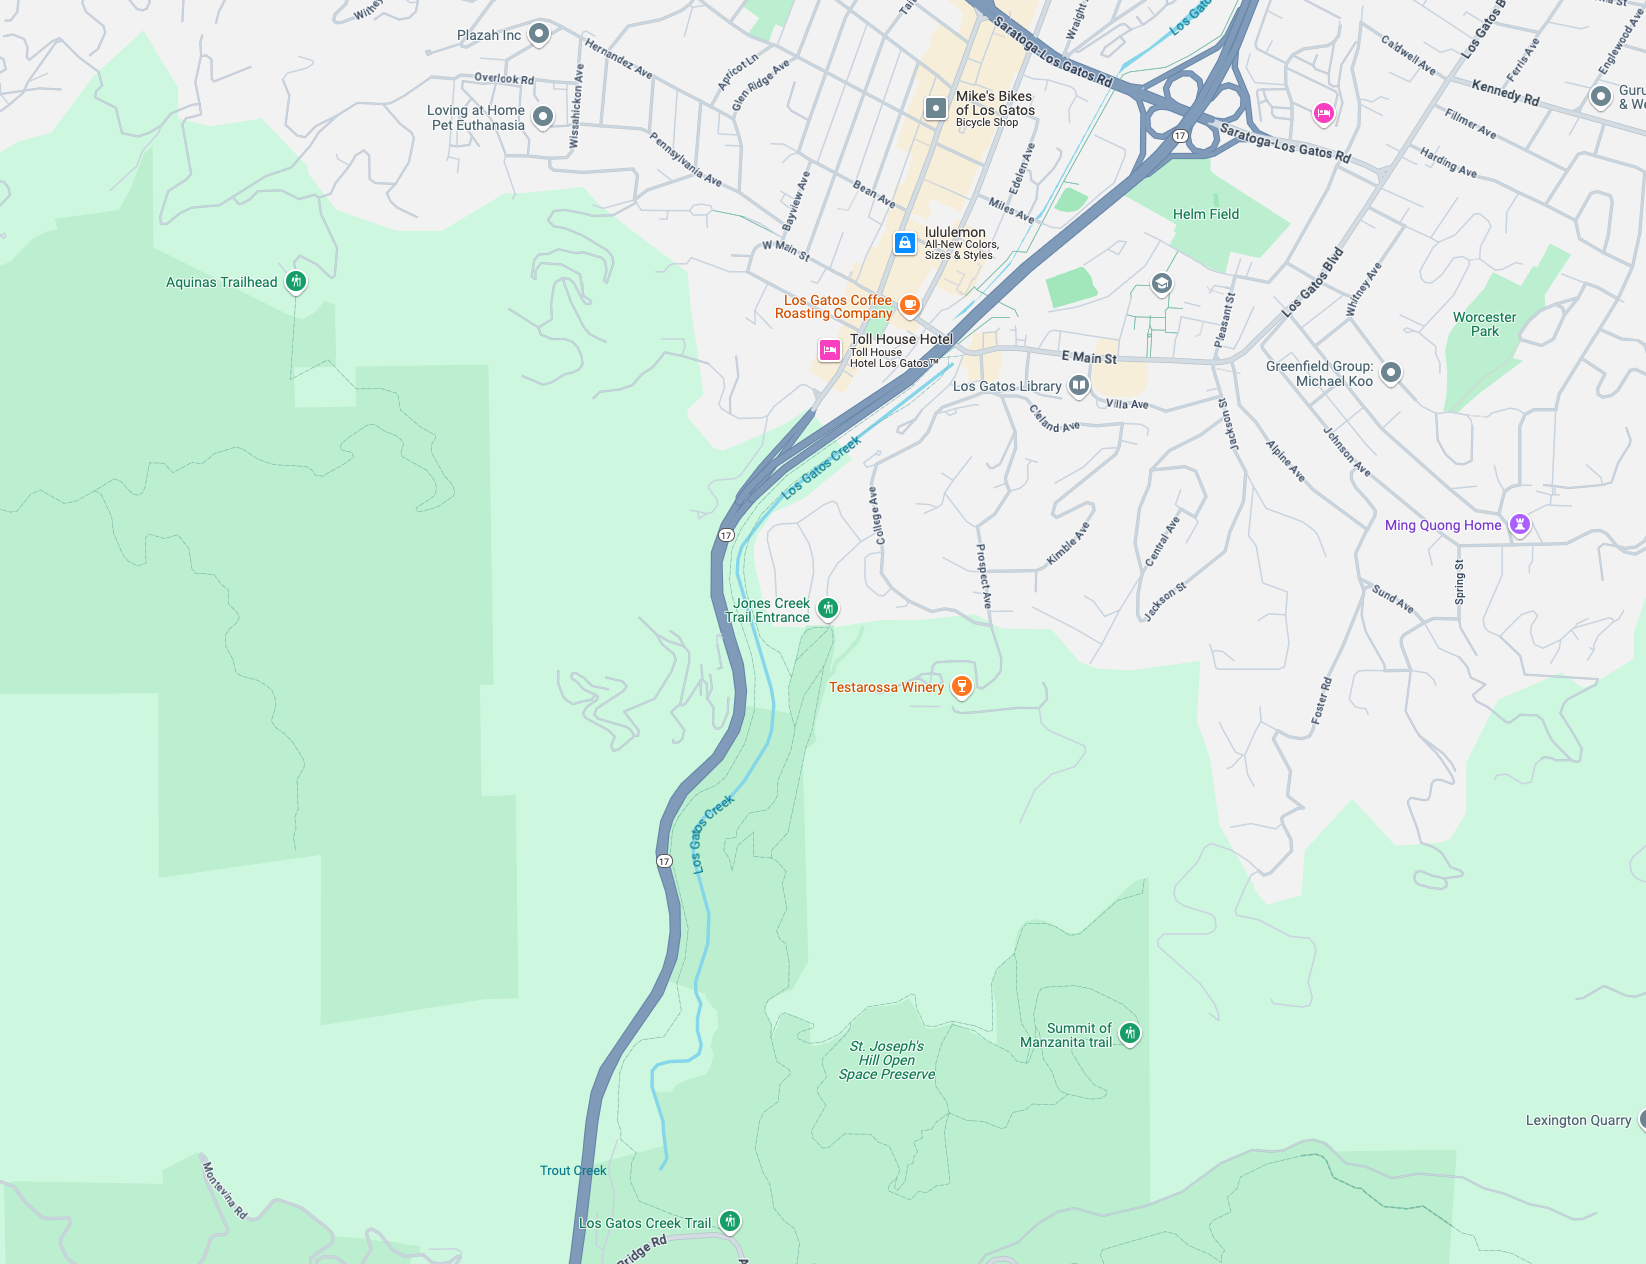 Plazah Inc
Hernandez Ave
Overlook Rd
Apricot Ln
Glen Ridge Ave
Wissahickon Ave
Loving at Home
Pet Euthanasia
Pennsylvania Ave
Saratoga-Los Gatos Rd
Mike's Bikes
of Los Gatos
Bicycle Shop
17
Saratoga-Los Gatos Rd
Caldwell Ave
Ferris Ave
Kennedy Rd
Fillmer Ave
Harding Ave
Edelen Ave
Bean Ave
Miles Ave
Bayview Ave
W Main St
Helm Field
lululemon
All-New Colors,
Sizes & Styles
Aquinas Trailhead
Los Gatos Coffee
Roasting Company
Los Gatos Blvd
Whitney Ave
Pleasant St
Worcester
Park
Toll House Hotel
Toll House
Hotel Los Gatos™
E Main St
Los Gatos Library
Greenfield Group:
Michael Koo
Villa Ave
Cleland Ave
Jackson St
Alpine Ave
Johnson Ave
Los Gatos Creek
17
College Ave
Prospect Ave
Kimble Ave
Central Ave
Jackson St
Ming Quong Home
Spring St
Sund Ave
Jones Creek
Trail Entrance
Testarossa Winery
Foster Rd
Los Gatos Creek
17
St. Joseph's
Hill Open
Space Preserve
Summit of
Manzanita trail
Lexington Quarry
Trout Creek
Montevina Rd
Los Gatos Creek Trail
Bridge Rd